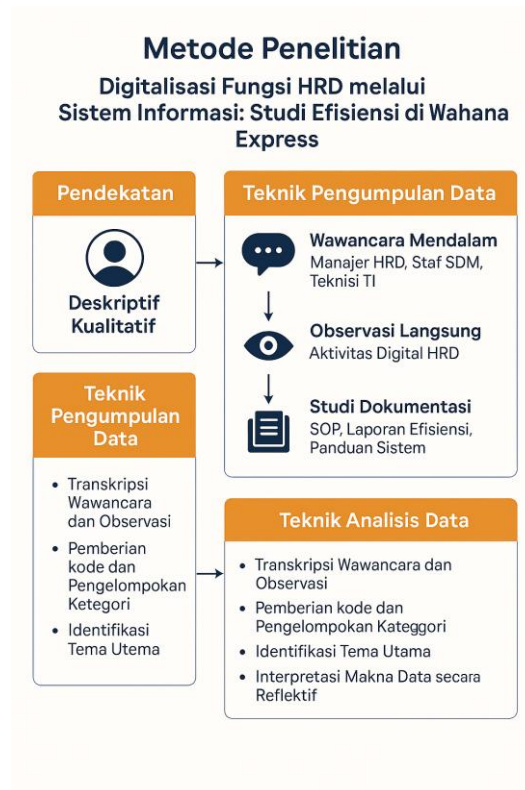 Metode Penelitian
Digitalisasi Fungsi HRD melalui
Sistem Informasi: Studi Efisiensi di Wahana
Express
Pendekatan
Deskriptif
Kualitatif
Teknik Pengumpulan Data
Wawancara Mendalam
Manajer HRD, Staf SDM,
Teknisi TI
Observasi Langsung
Aktivitas Digital HRD
Studi Dokumentasi
SOP, Laporan Efisiensi,
Panduan Sistem
Teknik
Pengumpulan
Data
• Transkripsi
Wawancara
dan Observasi
• Pemberian
kode dan
Pengelompokan
Ketegori
• Identifikasi
Tema Utema
Teknik Analisis Data
• Transkripsi Wawancara dan
Observasi
• Pemberian kode dan
Pengelompokan Kateggori
• Identifikasi Tema Utama
• Interpretasi Makna Data secara
Reflektif